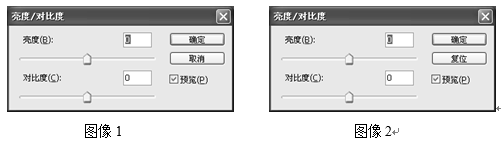 亮度/对比度
亮度(B): 0 确定
取消
对比度(C): 0 预览(P)
图像 1
亮度/对比度
亮度(B): 0 确定
复位
对比度(C): 0 预览(P)
图像 2